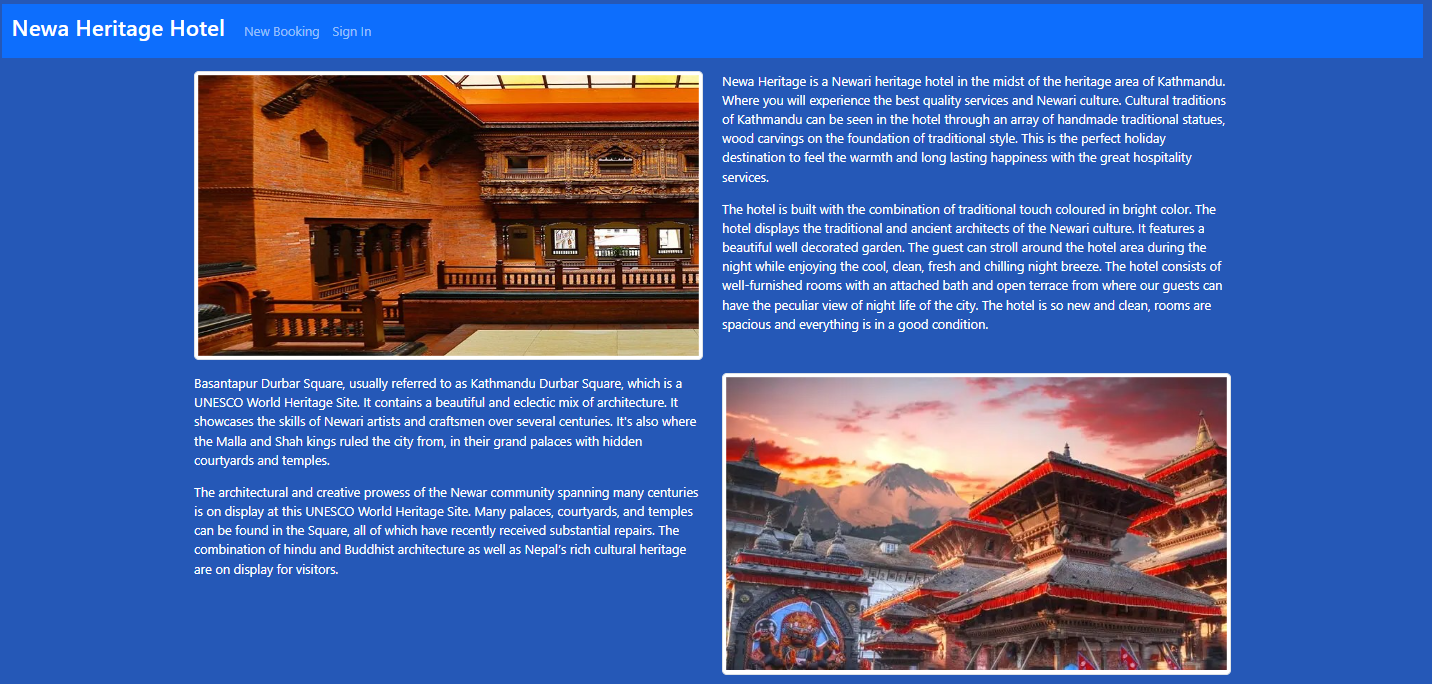 Newa Heritage Hotel
New Booking
Sign In
Newa Heritage is a Newari heritage hotel in the midst of the heritage area of Kathmandu.
Where you will experience the best quality services and Newari culture. Cultural traditions
of Kathmandu can be seen in the hotel through an array of handmade traditional statues,
wood carvings on the foundation of traditional style. This is the perfect holiday
destination to feel the warmth and long lasting happiness with the great hospitality
services.
The hotel is built with the combination of traditional touch coloured in bright color. The
hotel displays the traditional and ancient architects of the Newari culture. It features a
beautiful well decorated garden. The guest can stroll around the hotel area during the
night while enjoying the cool, clean, fresh and chilling night breeze. The hotel consists of
well-furnished rooms with an attached bath and open terrace from where our guests can
have the peculiar view of night life of the city. The hotel is so new and clean, rooms are
spacious and everything is in a good condition.
Basantapur Durbar Square, usually referred to as Kathmandu Durbar Square, which is a
UNESCO World Heritage Site. It contains a beautiful and eclectic mix of architecture. It
showcases the skills of Newari artists and craftsmen over several centuries. It's also where
the Malla and Shah kings ruled the city from, in their grand palaces with hidden
courtyards and temples.
The architectural and creative prowess of the Newar community spanning many centuries
is on display at this UNESCO World Heritage Site. Many palaces, courtyards, and temples
can be found in the Square, all of which have recently received substantial repairs. The
combination of hindu and Buddhist architecture as well as Nepal's rich cultural heritage
are on display for visitors.